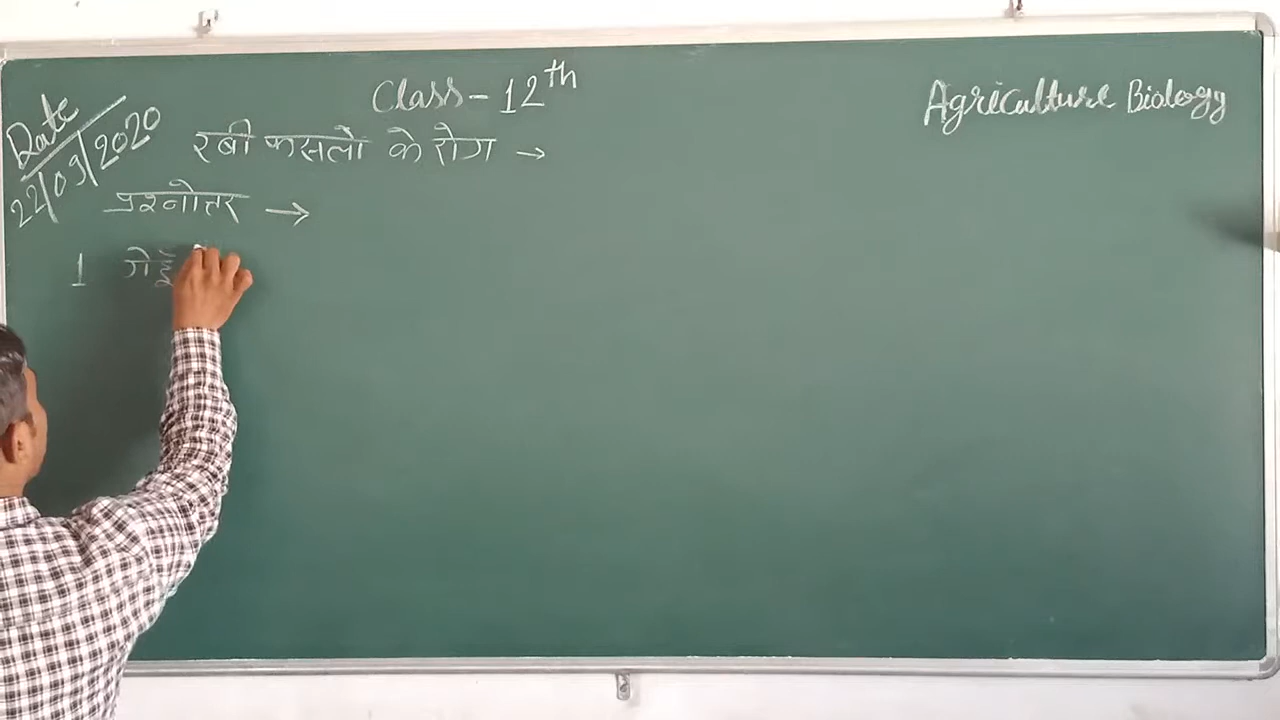 Class - 12th
Agriculture Biology
Date
22/09/2020
रबी फसलो के रोग →
प्रश्नोत्तर →
1 गेहूँ